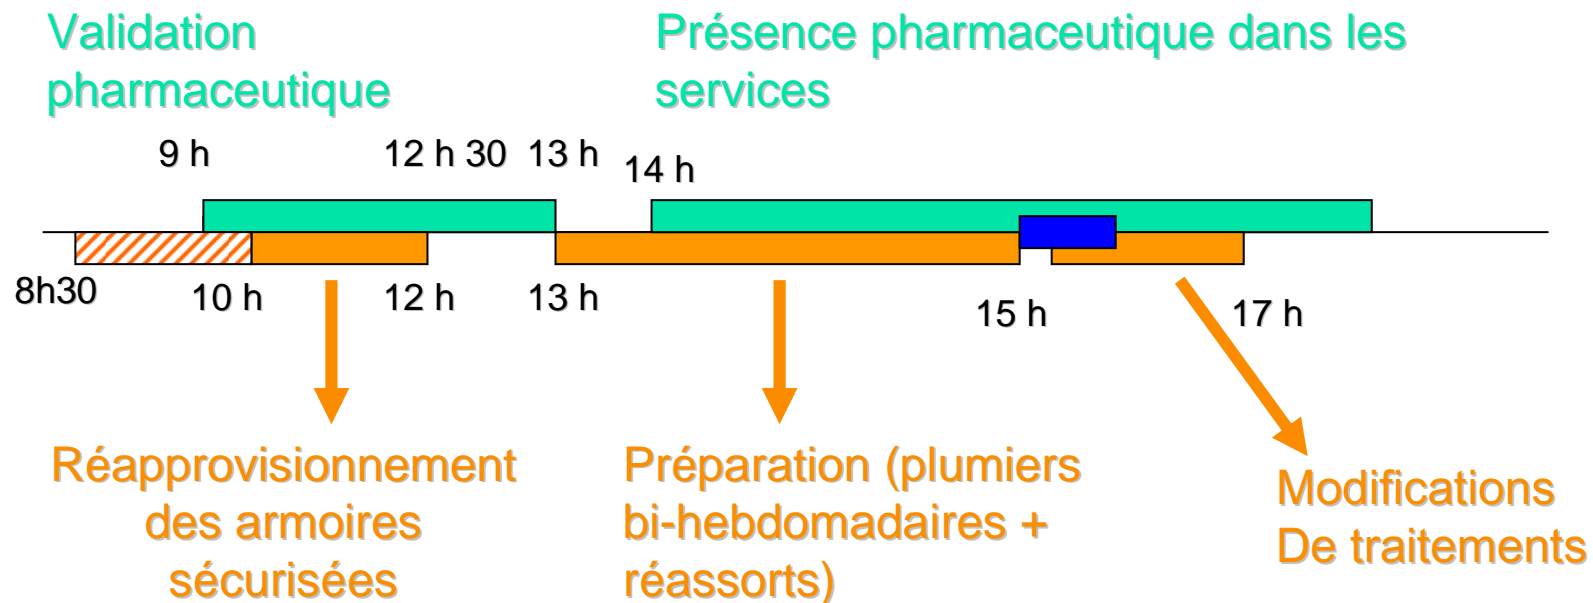 Validation
pharmaceutique
Présence pharmaceutique dans les
services
9 h
12 h 30
13 h
14 h
8h30
10 h
12 h
13 h
15 h
17 h
Réapprovisionnement
des armoires
sécurisées
Préparation (plumiers
bi-hebdomadaires +
réassorts)
Modifications
De traitements